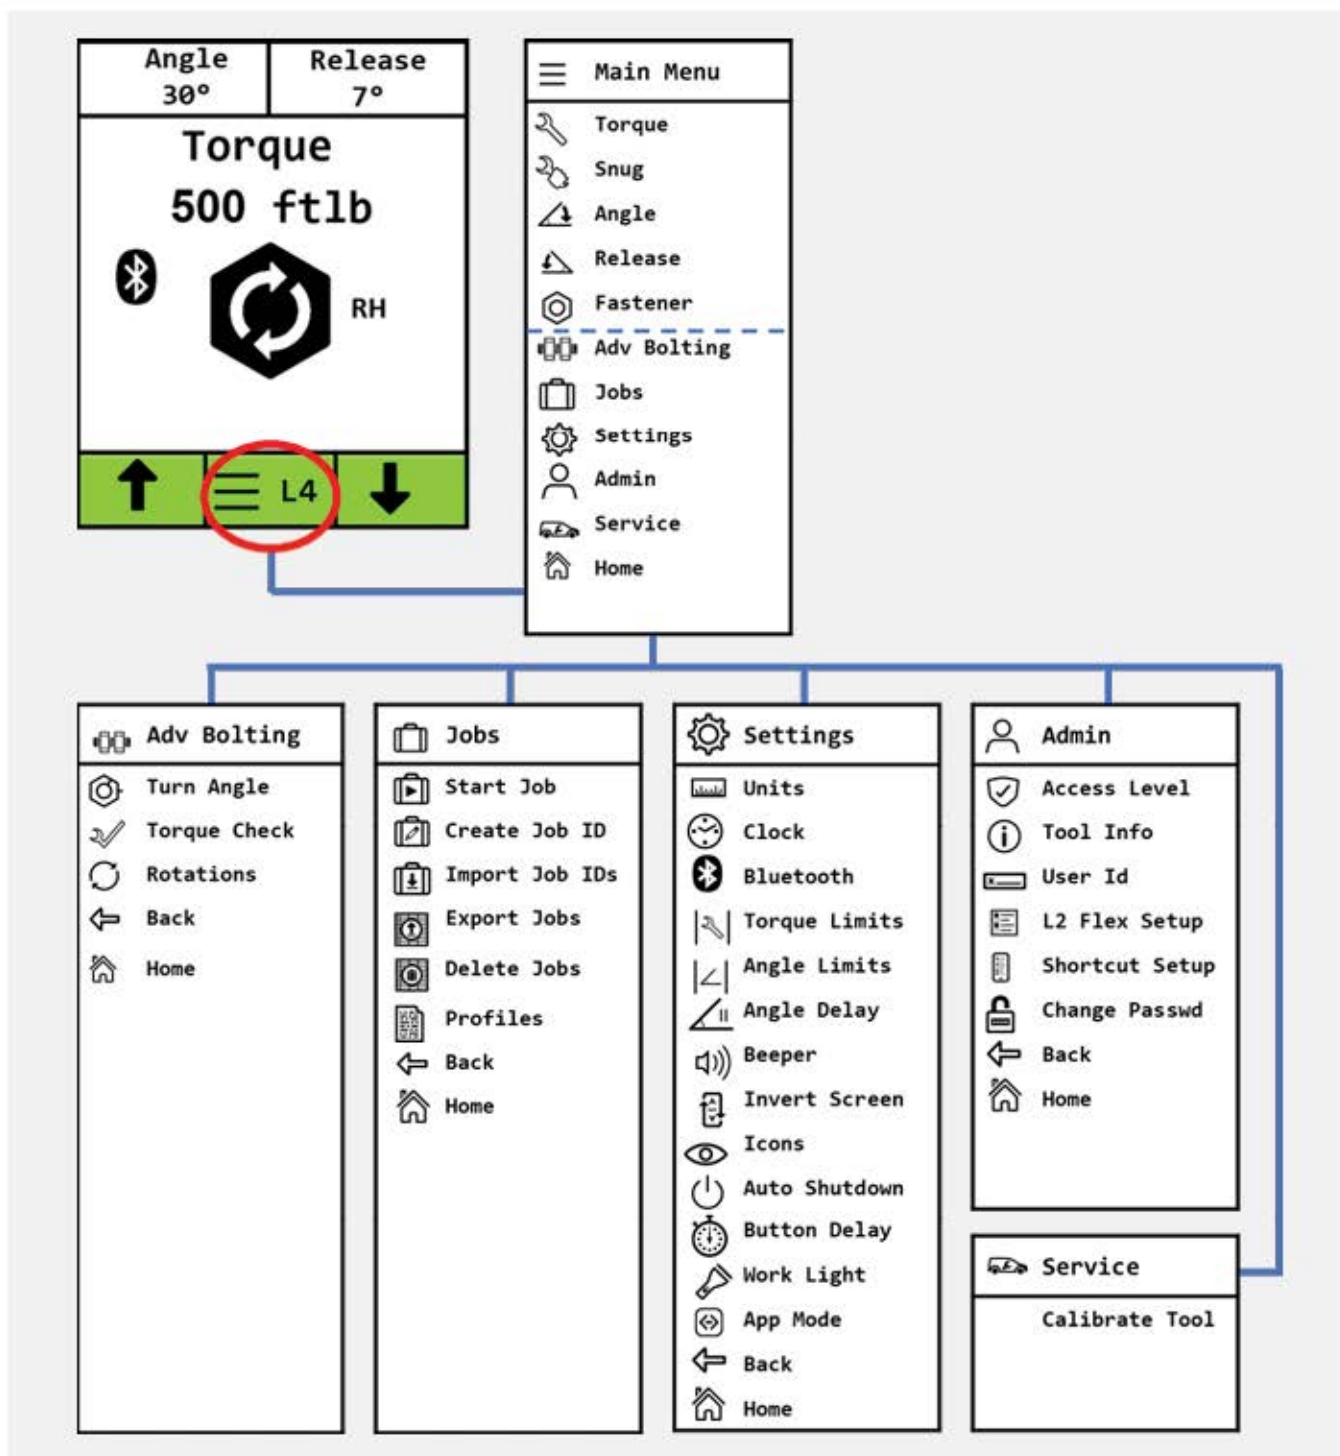 Angle
30°
Release
7°
Torque
500 ftlb
RH
L4
Main Menu
Torque
Snug
Angle
Release
Fastener
Adv Bolting
Jobs
Settings
Admin
Service
Home
Adv Bolting
Turn Angle
Torque Check
Rotations
Back
Home
Jobs
Start Job
Create Job ID
Import Job IDs
Export Jobs
Delete Jobs
Profiles
Back
Home
Settings
Units
Clock
Bluetooth
Torque Limits
Angle Limits
Angle Delay
Beeper
Invert Screen
Icons
Auto Shutdown
Button Delay
Work Light
App Mode
Back
Home
Admin
Access Level
Tool Info
User Id
L2 Flex Setup
Shortcut Setup
Change Passwd
Back
Home
Service
Calibrate Tool